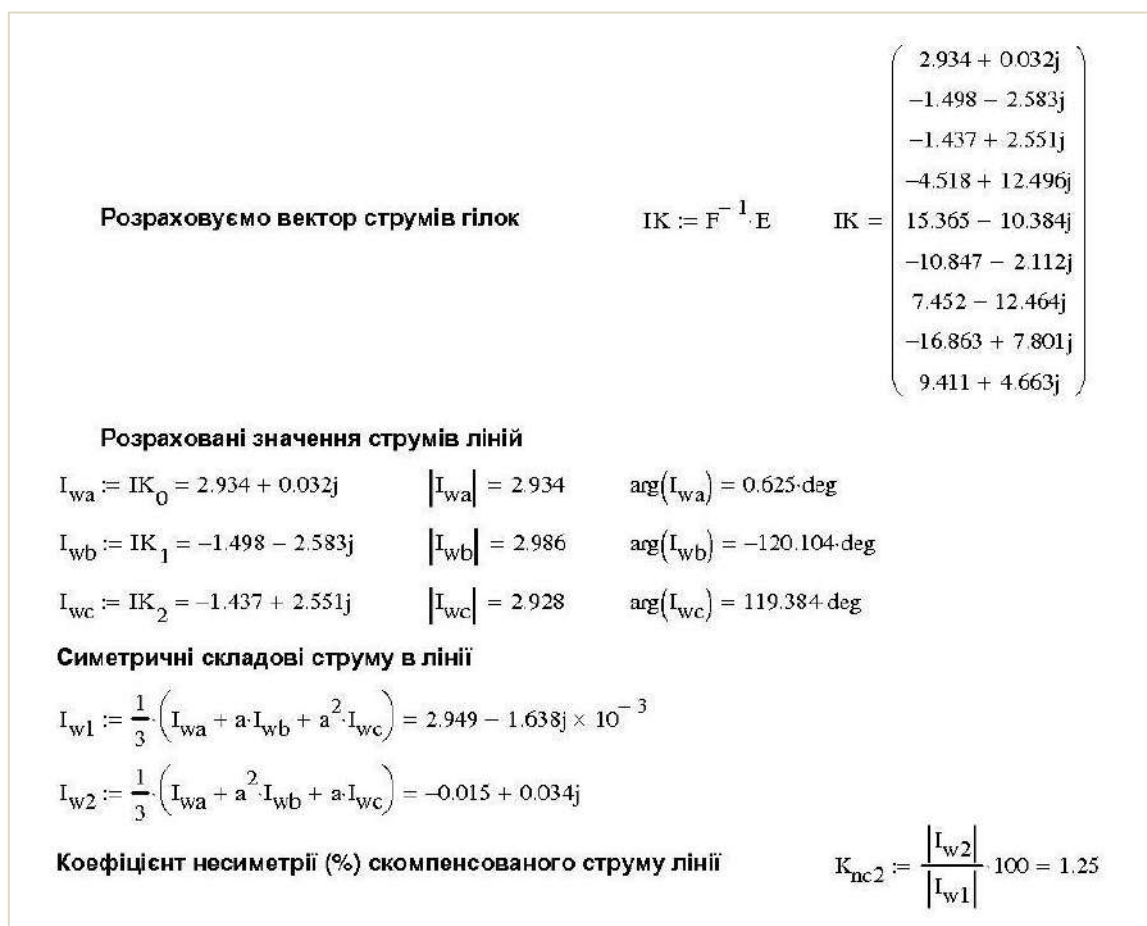 2.934 + 0.032j
−1.498 − 2.583j
−1.437 + 2.551j
−4.518 + 12.496j
Розраховуємо вектор струмів гілок IK := F^−1·E IK = 15.365 − 10.384j
−10.847 − 2.112j
7.452 − 12.464j
−16.863 + 7.801j
9.411 + 4.663j
Розраховані значення струмів ліній
I_wa := IK_0 = 2.934 + 0.032j |I_wa| = 2.934 arg(I_wa) = 0.625·deg
I_wb := IK_1 = −1.498 − 2.583j |I_wb| = 2.986 arg(I_wb) = −120.104·deg
I_wc := IK_2 = −1.437 + 2.551j |I_wc| = 2.928 arg(I_wc) = 119.384·deg
Симетричні складові струму в лінії
I_w1 := 1/3·(I_wa + a·I_wb + a^2·I_wc) = 2.949 − 1.638j × 10^−3
I_w2 := 1/3·(I_wa + a^2·I_wb + a·I_wc) = −0.015 + 0.034j
Коефіцієнт несиметрії (%) скомпенсованого струму лінії K_nc2 := |I_w2|/|I_w1|·100 = 1.25